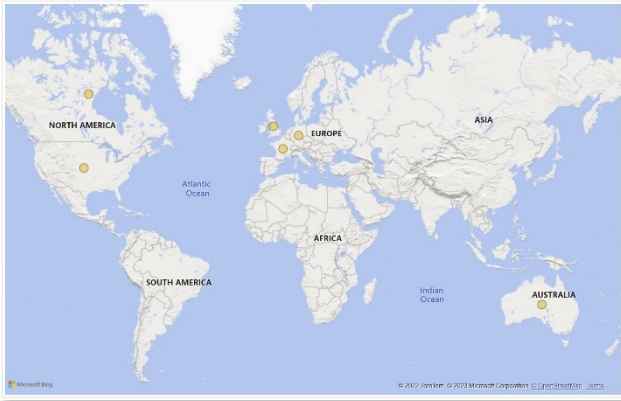 NORTH AMERICA
EUROPE
ASIA
Atlantic
Ocean
AFRICA
SOUTH AMERICA
Indian
Ocean
AUSTRALIA
Microsoft Bing
© 2022 TomTom, © 2023 Microsoft Corporation, © OpenStreetMap Terms